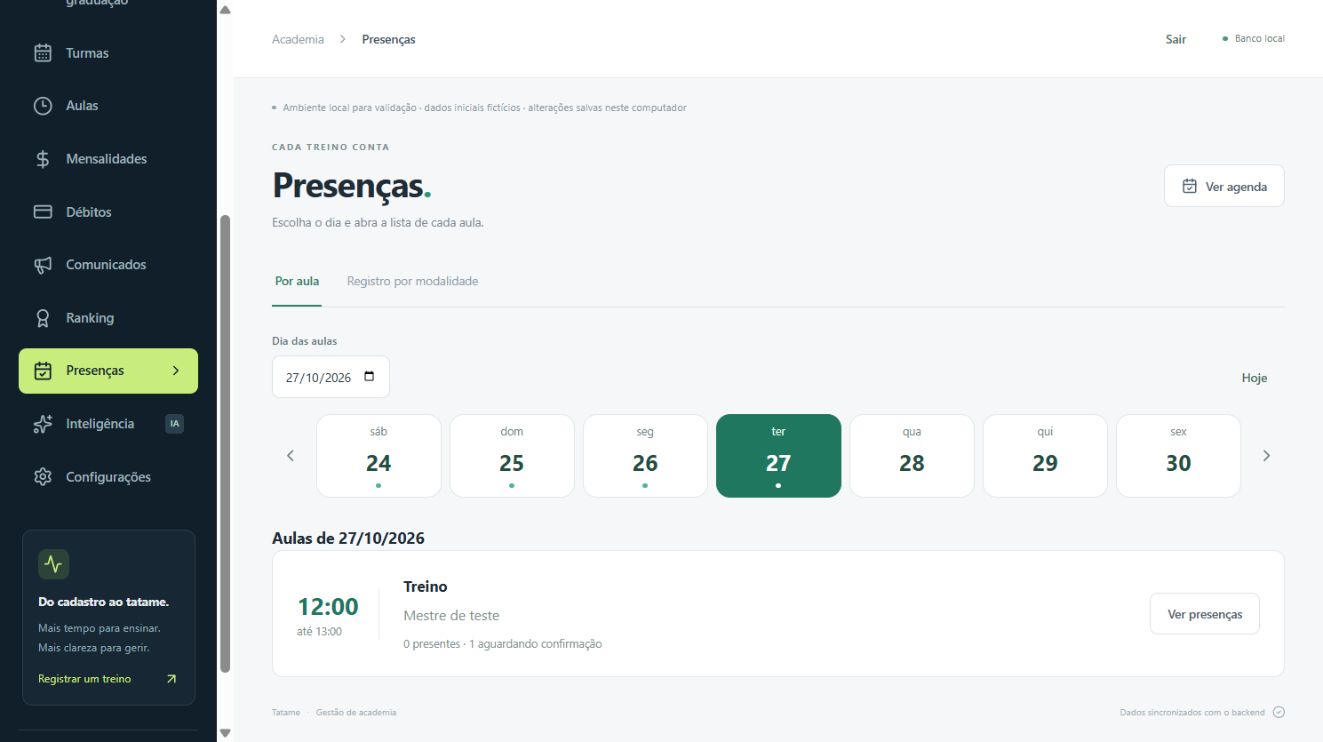 graduação
Turmas
Aulas
Mensalidades
Débitos
Comunicados
Ranking
Presenças
Inteligência IA
Configurações
Do cadastro ao tatame.
Mais tempo para ensinar.
Mais clareza para gerir.
Registrar um treino
Academia Presenças
Sair
Banco local
Ambiente local para validação · dados iniciais fictícios · alterações salvas neste computador
CADA TREINO CONTA
Presenças.
Ver agenda
Escolha o dia e abra a lista de cada aula.
Por aula
Registro por modalidade
Dia das aulas
27/10/2026
Hoje
sáb
24
dom
25
seg
26
ter
27
qua
28
qui
29
sex
30
Aulas de 27/10/2026
12:00
até 13:00
Treino
Mestre de teste
0 presentes · 1 aguardando confirmação
Ver presenças
Tatame · Gestão de academia
Dados sincronizados com o backend